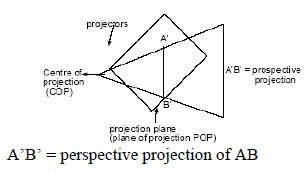 projectors
A'
Centre of
projection
(COP)
A'B' = prospective
projection
B'
projection plane
(plane of projection POP)
A'B' = perspective projection of AB